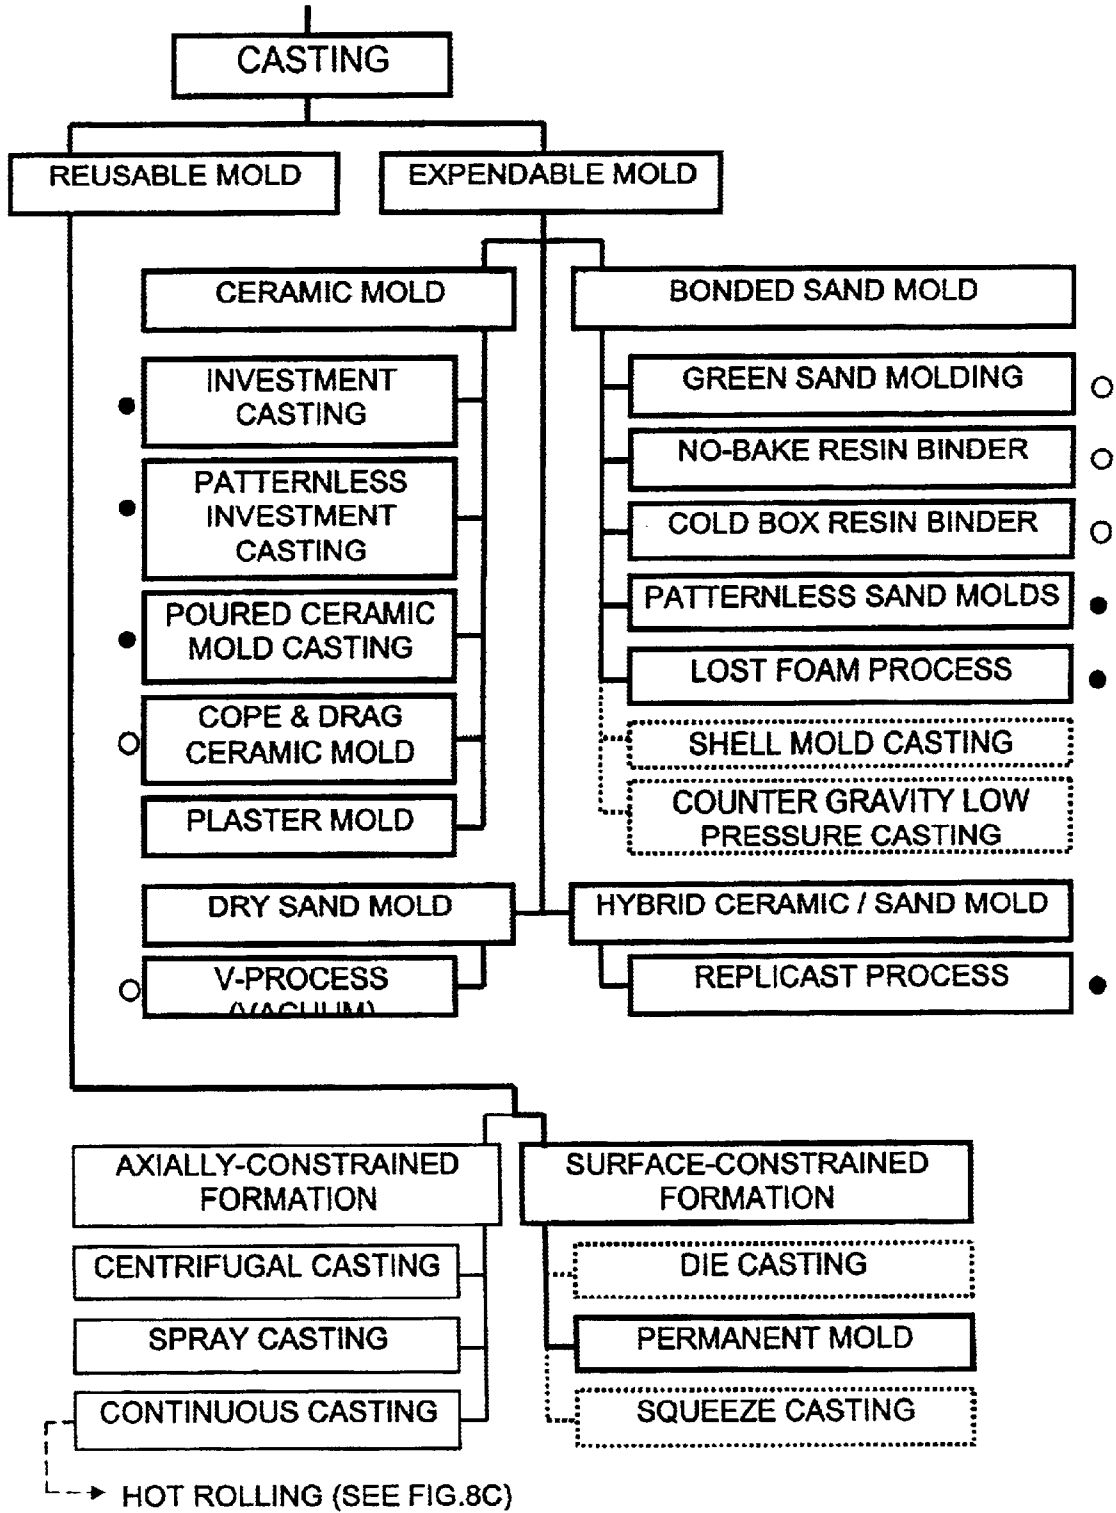 CASTING
REUSABLE MOLD
EXPENDABLE MOLD
CERAMIC MOLD
BONDED SAND MOLD
INVESTMENT
CASTING
PATTERNLESS
INVESTMENT
CASTING
POURED CERAMIC
MOLD CASTING
COPE & DRAG
CERAMIC MOLD
PLASTER MOLD
GREEN SAND MOLDING
NO-BAKE RESIN BINDER
COLD BOX RESIN BINDER
PATTERNLESS SAND MOLDS
LOST FOAM PROCESS
SHELL MOLD CASTING
COUNTER GRAVITY LOW
PRESSURE CASTING
DRY SAND MOLD
V-PROCESS
(VACUUM)
HYBRID CERAMIC / SAND MOLD
REPLICAST PROCESS
AXIALLY-CONSTRAINED
FORMATION
CENTRIFUGAL CASTING
SPRAY CASTING
CONTINUOUS CASTING
HOT ROLLING (SEE FIG.8C)
SURFACE-CONSTRAINED
FORMATION
DIE CASTING
PERMANENT MOLD
SQUEEZE CASTING